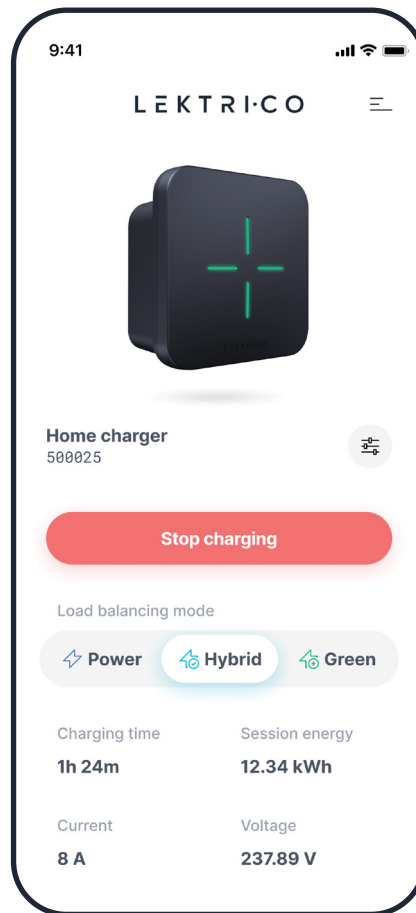 9:41
LEKTRI·CO
Home charger
500025
Stop charging
Load balancing mode
Power Hybrid Green
Charging time Session energy
1h 24m 12.34 kWh
Current Voltage
8 A 237.89 V